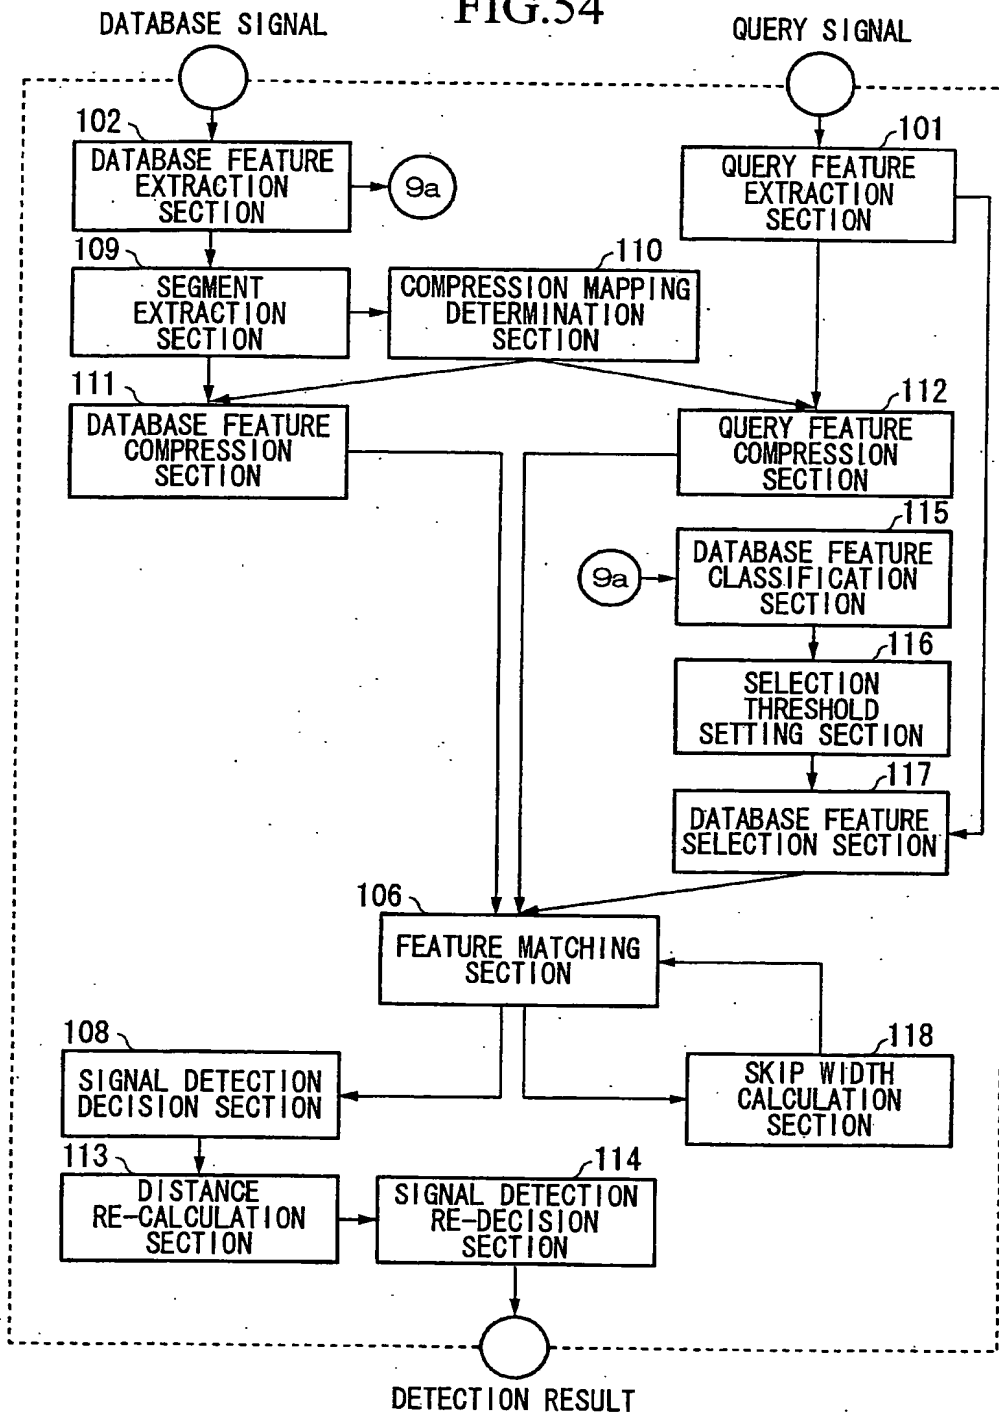 FIG.54
DATABASE SIGNAL
QUERY SIGNAL
102
DATABASE FEATURE
EXTRACTION
SECTION
9a
101
QUERY FEATURE
EXTRACTION
SECTION
109
SEGMENT
EXTRACTION
SECTION
110
COMPRESSION MAPPING
DETERMINATION
SECTION
111
DATABASE FEATURE
COMPRESSION
SECTION
112
QUERY FEATURE
COMPRESSION
SECTION
9a
115
DATABASE FEATURE
CLASSIFICATION
SECTION
116
SELECTION
THRESHOLD
SETTING SECTION
117
DATABASE FEATURE
SELECTION SECTION
106
FEATURE MATCHING
SECTION
108
SIGNAL DETECTION
DECISION SECTION
118
SKIP WIDTH
CALCULATION
SECTION
113
DISTANCE
RE-CALCULATION
SECTION
114
SIGNAL DETECTION
RE-DECISION
SECTION
DETECTION RESULT